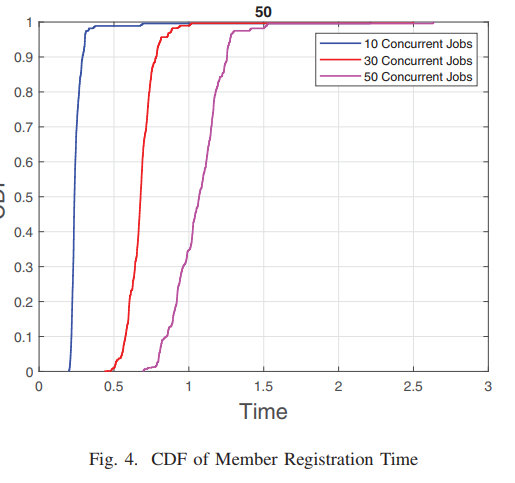 50
10 Concurrent Jobs
30 Concurrent Jobs
50 Concurrent Jobs
1
0.9
0.8
0.7
0.6
0.5
0.4
0.3
0.2
0.1
0
0 0.5 1 1.5 2 2.5 3
Time
Fig. 4. CDF of Member Registration Time